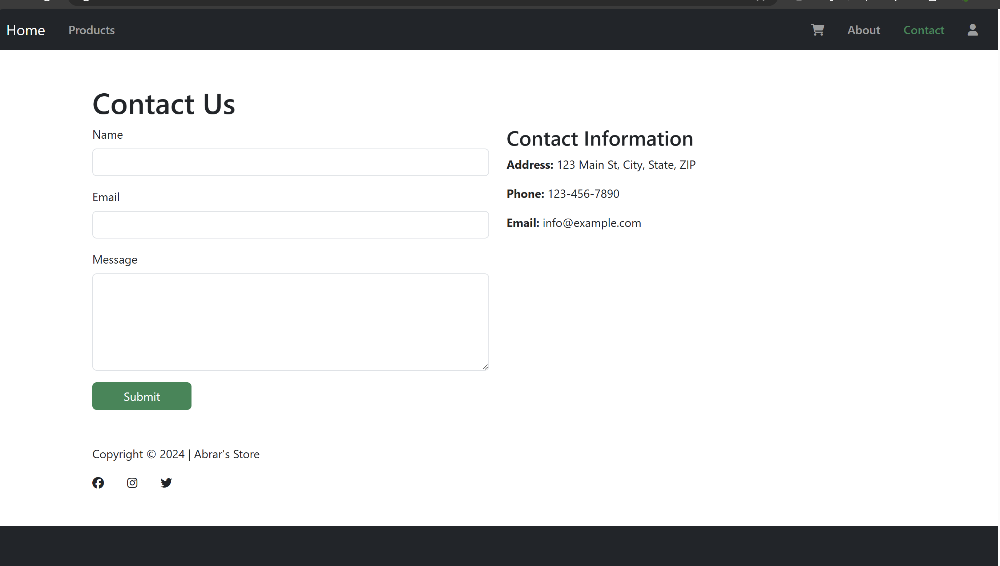 Home Products About Contact
Contact Us
Name
Email
Message
Submit
Contact Information
Address: 123 Main St, City, State, ZIP
Phone: 123-456-7890
Email: info@example.com
Copyright © 2024 | Abrar's Store